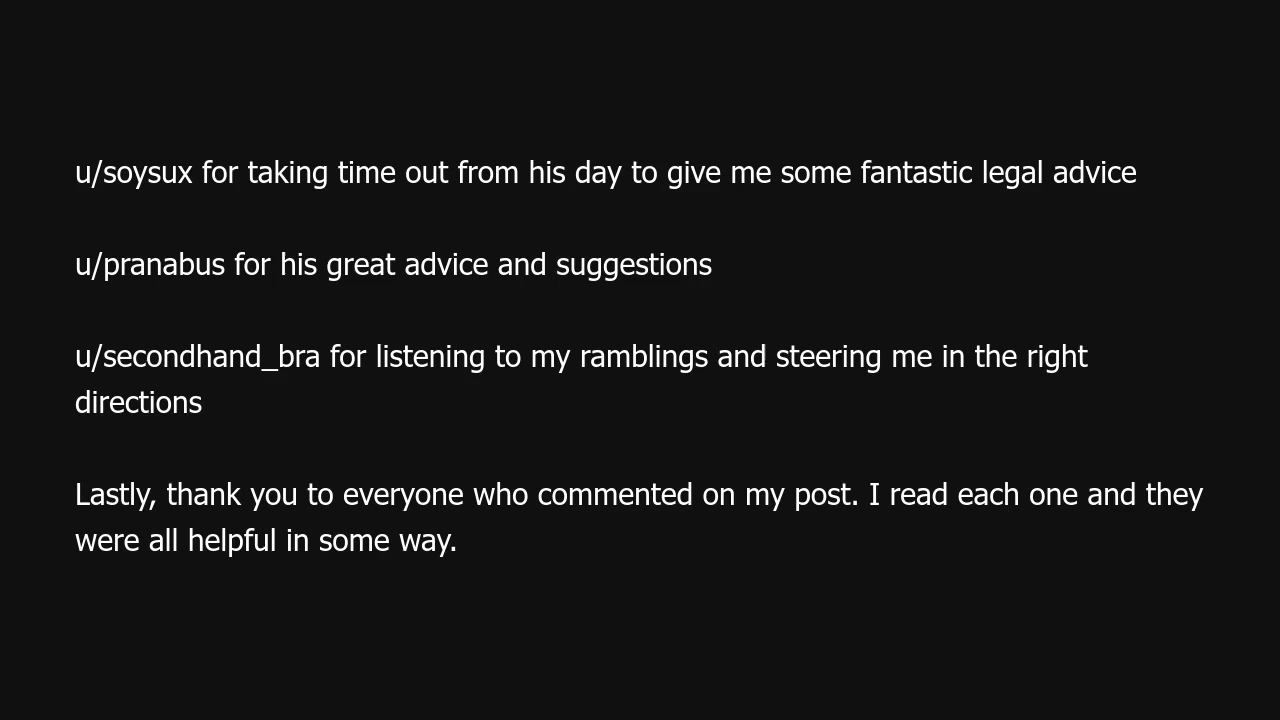 u/soysux for taking time out from his day to give me some fantastic legal advice
u/pranabus for his great advice and suggestions
u/secondhand_bra for listening to my ramblings and steering me in the right
directions
Lastly, thank you to everyone who commented on my post. I read each one and they
were all helpful in some way.